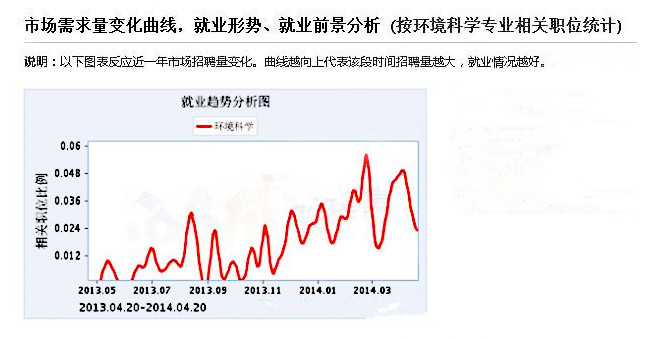 市场需求量变化曲线，就业形势、就业前景分析 (按环境科学专业相关职位统计)
说明：以下图表反应近一年市场招聘量变化。曲线越向上代表该段时间招聘量越大，就业情况越好。
就业趋势分析图
环境科学
相关职位比例
0.06
0.048
0.036
0.024
0.012
2013.05 2013.07 2013.09 2013.11 2014.01 2014.03
2013.04.20-2014.04.20